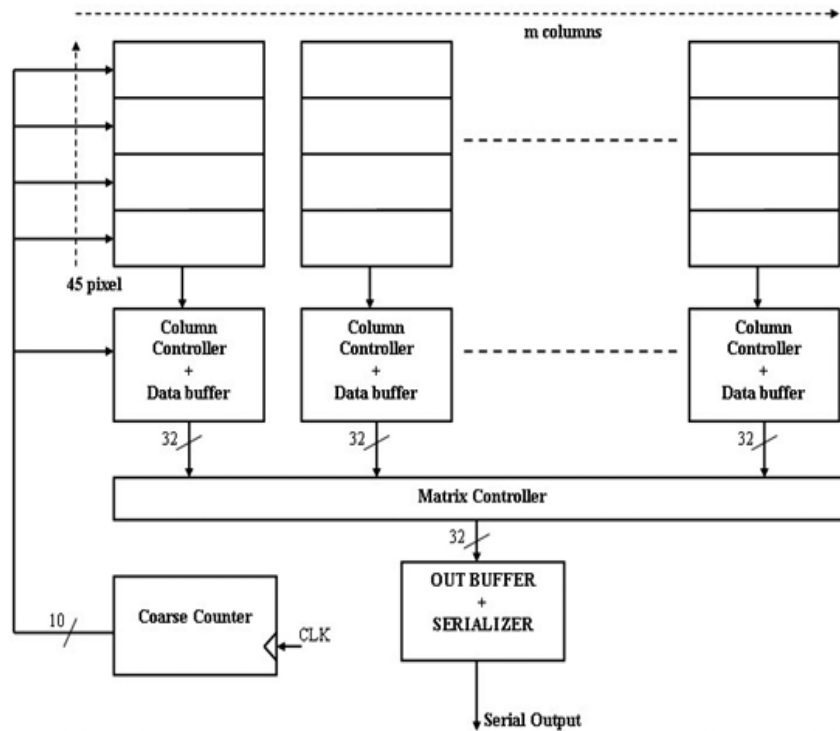 m columns
45 pixel
Column
Controller
+
Data buffer
Column
Controller
+
Data buffer
Column
Controller
+
Data buffer
32
32
32
Matrix Controller
32
OUT BUFFER
+
SERIALIZER
10
Coarse Counter
CLK
Serial Output